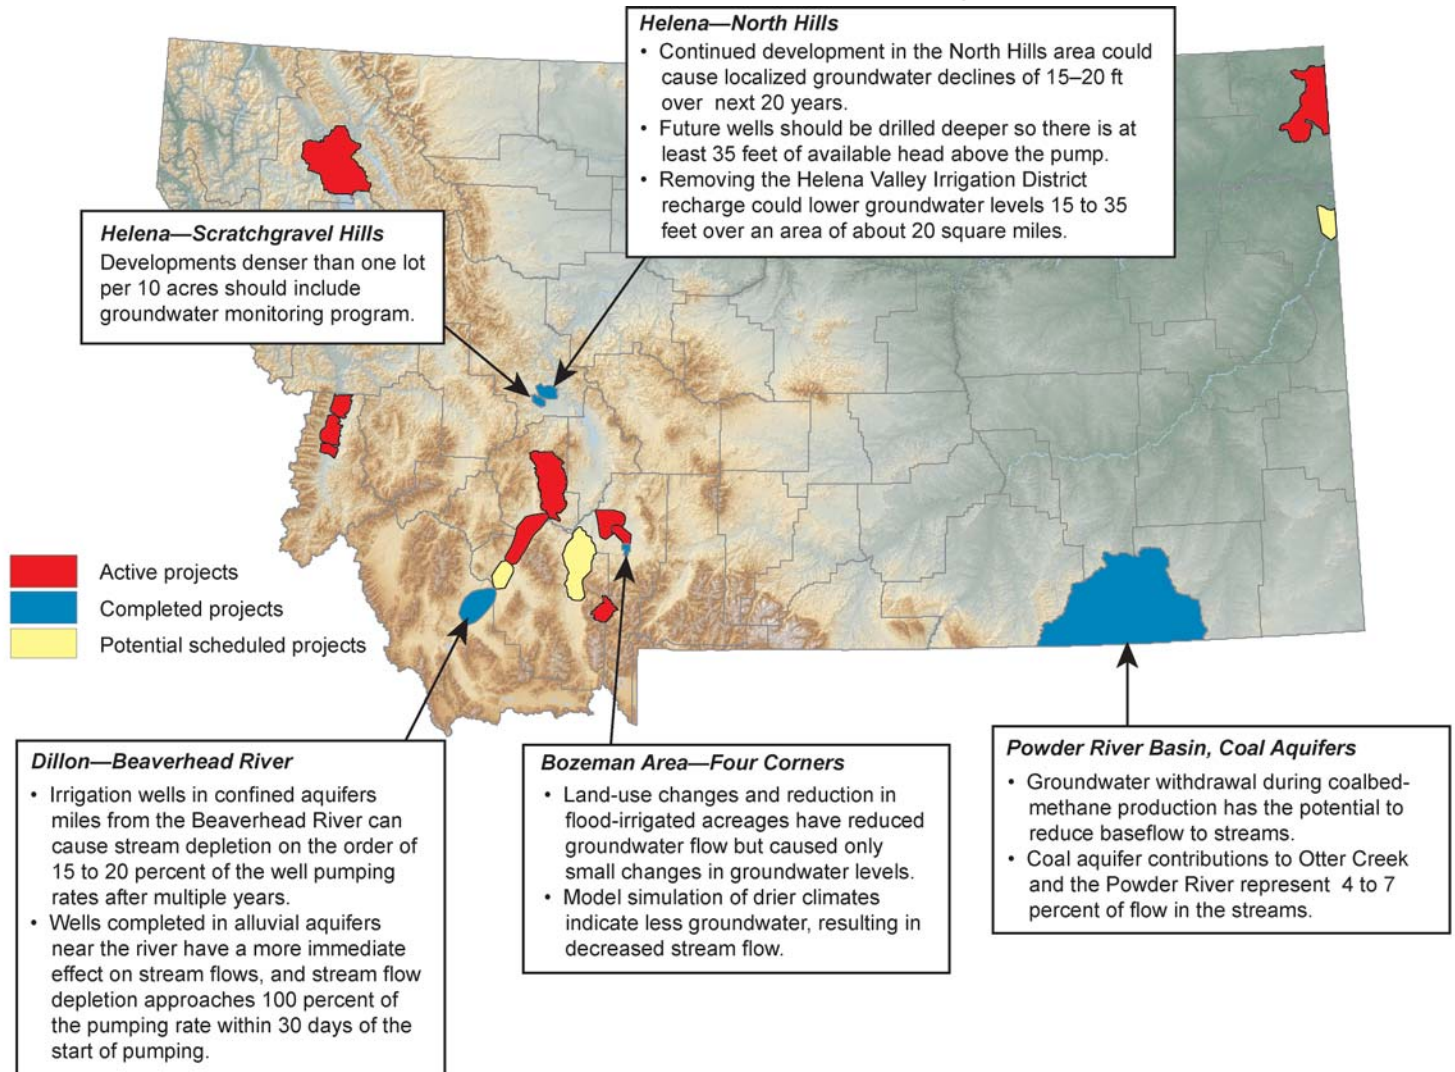 Helena—North Hills
• Continued development in the North Hills area could
cause localized groundwater declines of 15–20 ft
over next 20 years.
• Future wells should be drilled deeper so there is at
least 35 feet of available head above the pump.
• Removing the Helena Valley Irrigation District
recharge could lower groundwater levels 15 to 35
feet over an area of about 20 square miles.
Helena—Scratchgravel Hills
Developments denser than one lot
per 10 acres should include
groundwater monitoring program.
Active projects
Completed projects
Potential scheduled projects
Dillon—Beaverhead River
• Irrigation wells in confined aquifers
miles from the Beaverhead River can
cause stream depletion on the order of
15 to 20 percent of the well pumping
rates after multiple years.
• Wells completed in alluvial aquifers
near the river have a more immediate
effect on stream flows, and stream flow
depletion approaches 100 percent of
the pumping rate within 30 days of the
start of pumping.
Bozeman Area—Four Corners
• Land-use changes and reduction in
flood-irrigated acreages have reduced
groundwater flow but caused only
small changes in groundwater levels.
• Model simulation of drier climates
indicate less groundwater, resulting in
decreased stream flow.
Powder River Basin, Coal Aquifers
• Groundwater withdrawal during coalbed-
methane production has the potential to
reduce baseflow to streams.
• Coal aquifer contributions to Otter Creek
and the Powder River represent 4 to 7
percent of flow in the streams.